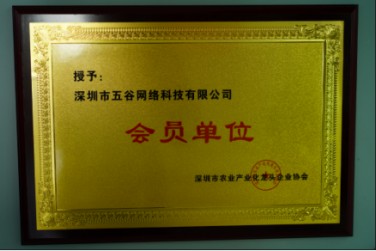 授予：
深圳市五谷网络科技有限公司
会员单位
深圳市农业产业化龙头企业协会